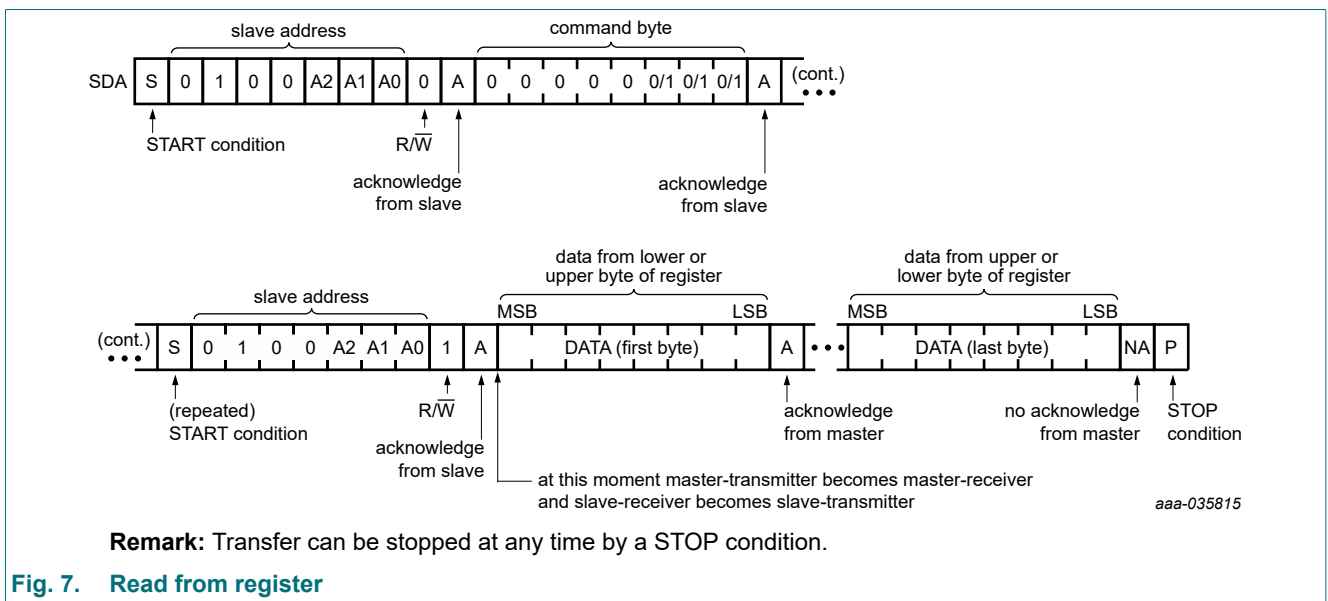 slave address
command byte
SDA S 0 1 0 0 A2 A1 A0 0 A 0 0 0 0 0 0/1 0/1 0/1 A (cont.)
START condition
R/W̅
acknowledge
from slave
acknowledge
from slave
data from lower or
upper byte of register
data from upper or
lower byte of register
slave address
MSB LSB MSB LSB
(cont.) S 0 1 0 0 A2 A1 A0 1 A DATA (first byte) A DATA (last byte) NA P
(repeated)
START condition
R/W̅
acknowledge
from slave
acknowledge
from master
no acknowledge
from master
STOP
condition
at this moment master-transmitter becomes master-receiver
and slave-receiver becomes slave-transmitter
aaa-035815
Remark: Transfer can be stopped at any time by a STOP condition.
Fig. 7. Read from register